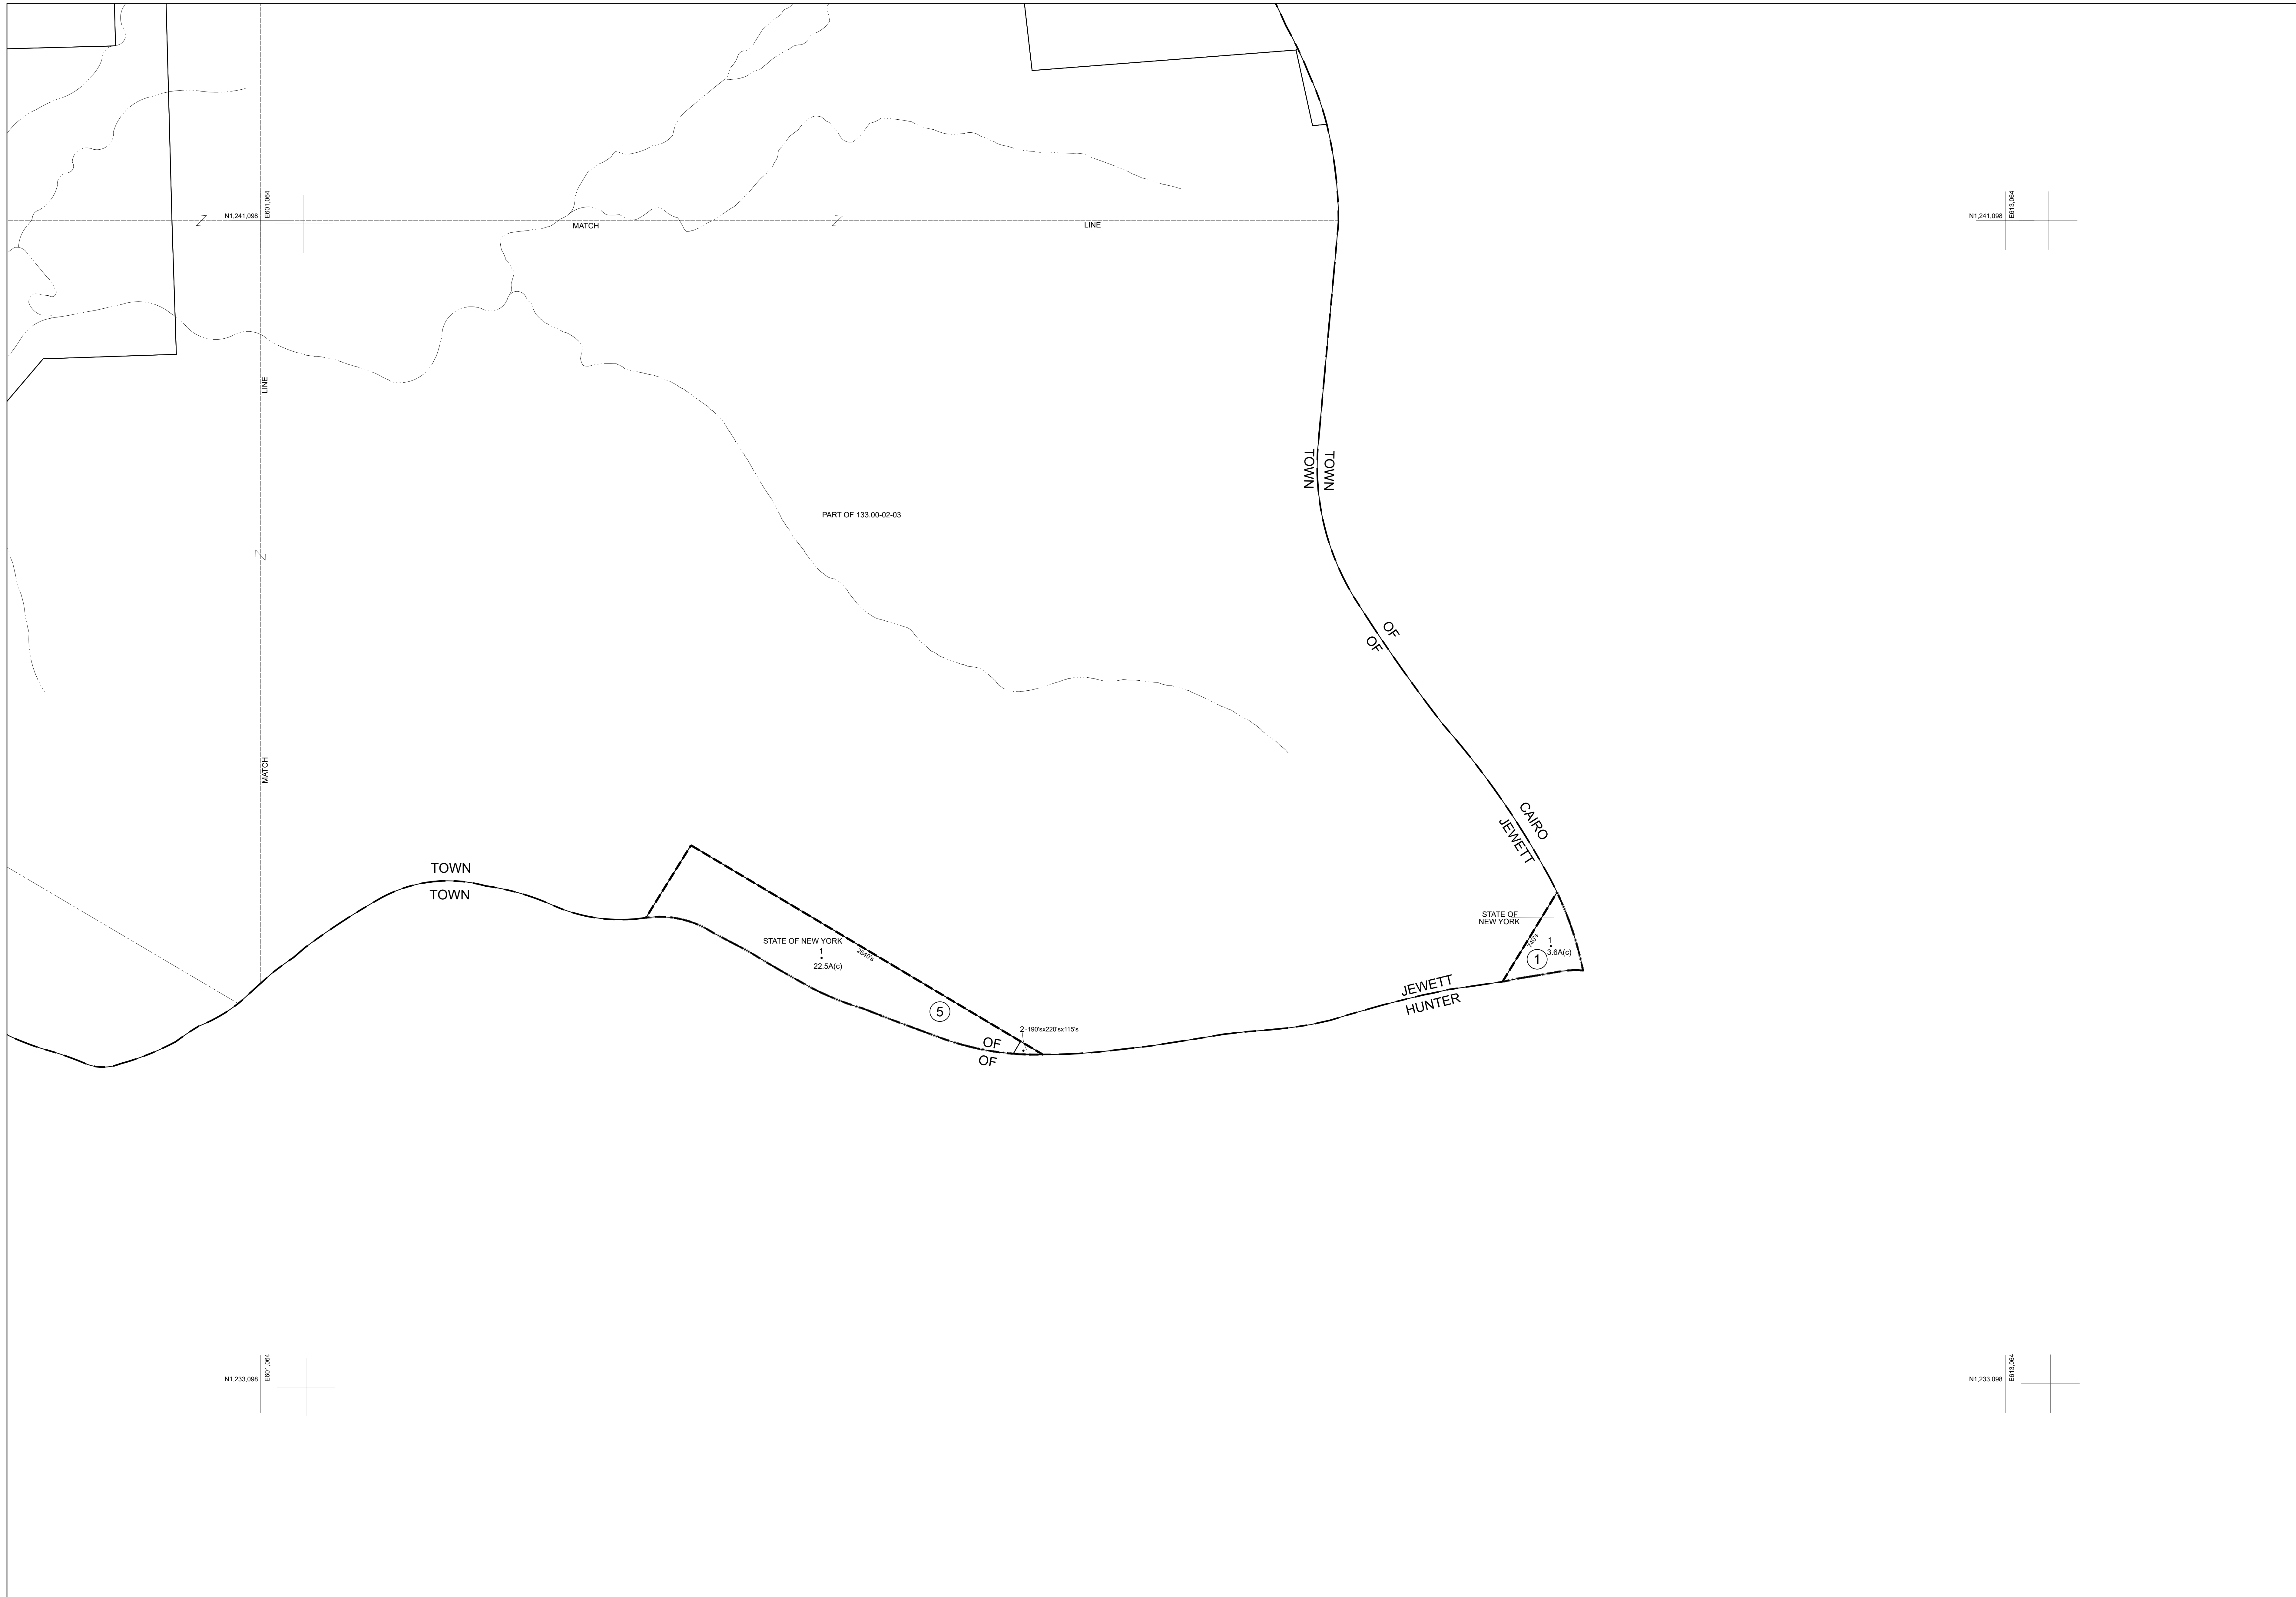 N1,241,098
E601,064
MATCH
LINE
N1,241,098
E613,064
LINE
TOWN
TOWN
PART OF 133.00-02-03
OF
OF
MATCH
CAIRO
JEWETT
TOWN
TOWN
STATE OF
NEW YORK
740's
1
3.6A(c)
1
STATE OF NEW YORK
1
22.5A(c)
2640's
5
JEWETT
HUNTER
2-190'sx220'sx115's
OF
OF
N1,233,098
E601,064
N1,233,098
E613,064